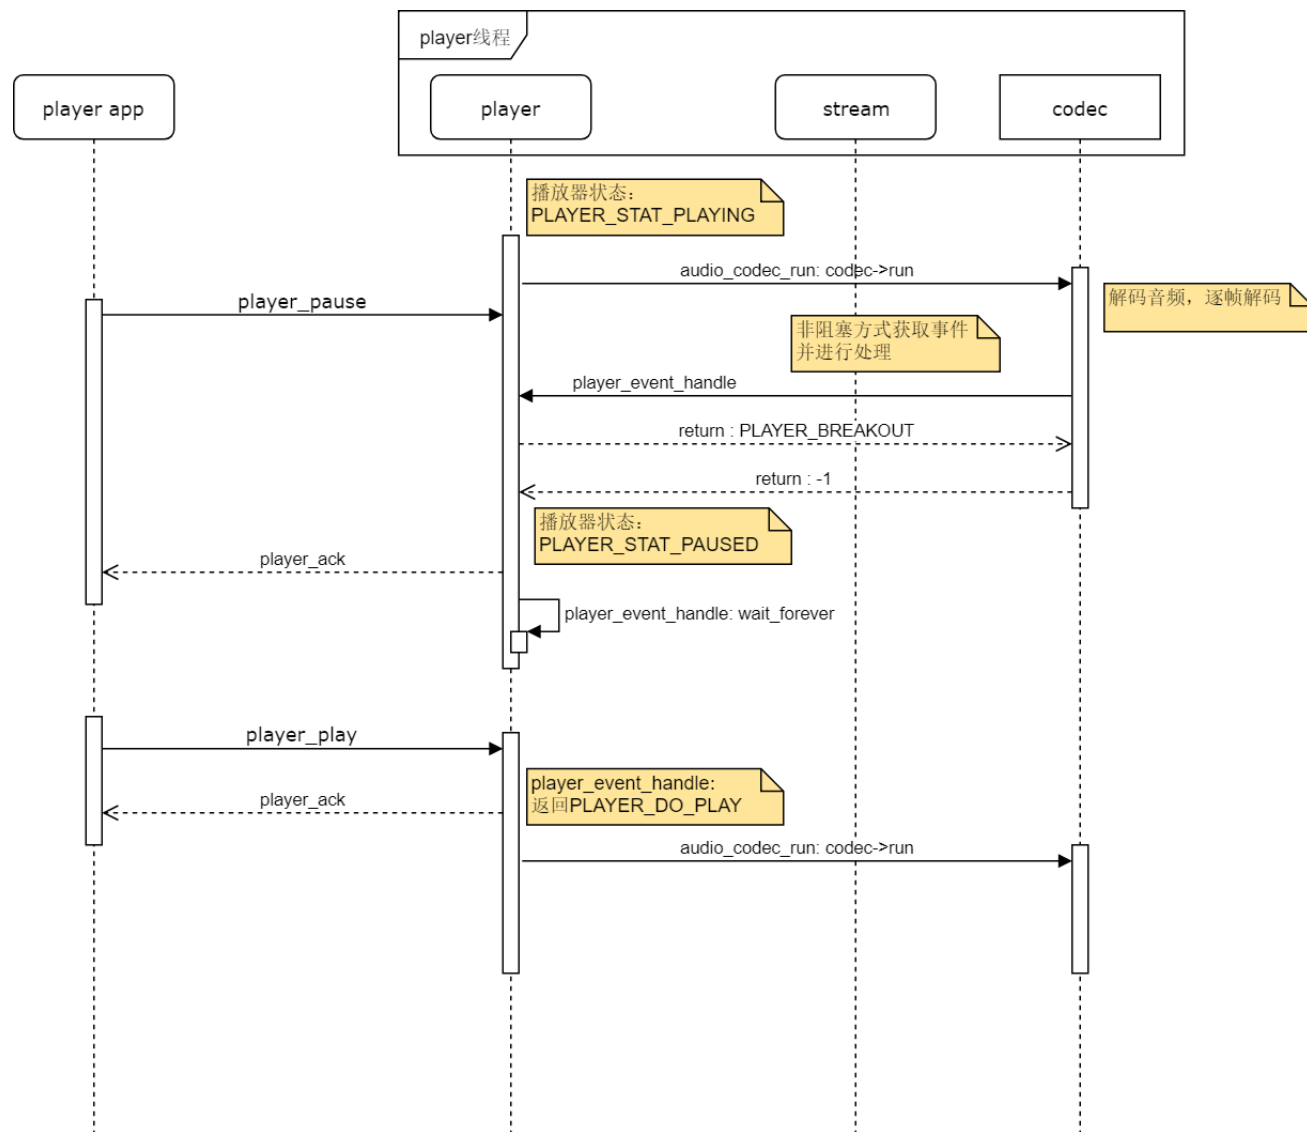 player线程
player app
player
stream
codec
播放器状态：
PLAYER_STAT_PLAYING
audio_codec_run: codec->run
解码音频，逐帧解码
player_pause
非阻塞方式获取事件
并进行处理
player_event_handle
return : PLAYER_BREAKOUT
return : -1
播放器状态：
PLAYER_STAT_PAUSED
player_ack
player_event_handle: wait_forever
player_play
player_event_handle:
返回PLAYER_DO_PLAY
player_ack
audio_codec_run: codec->run